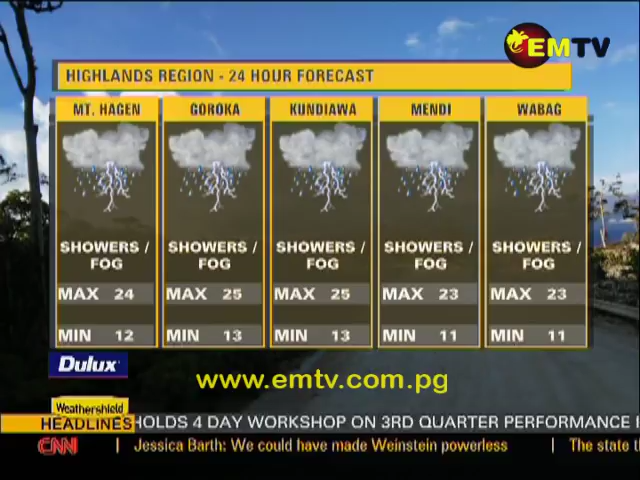 EMTV
HIGHLANDS REGION - 24 HOUR FORECAST
MT. HAGEN GOROKA KUNDIAWA MENDI WABAG
SHOWERS / FOG SHOWERS / FOG SHOWERS / FOG SHOWERS / FOG SHOWERS / FOG
MAX 24 MAX 25 MAX 25 MAX 23 MAX 23
MIN 12 MIN 13 MIN 13 MIN 11 MIN 11
Dulux
www.emtv.com.pg
Weathershield
HEADLINES HOLDS 4 DAY WORKSHOP ON 3RD QUARTER PERFORMANCE
CNN | Jessica Barth: We could have made Weinstein powerless | The state